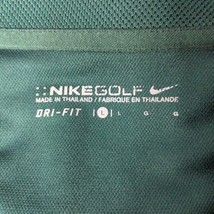 NIKEGOLF
MADE IN THAILAND / FABRIQUE EN THAILANDE
DRI-FIT L L G G